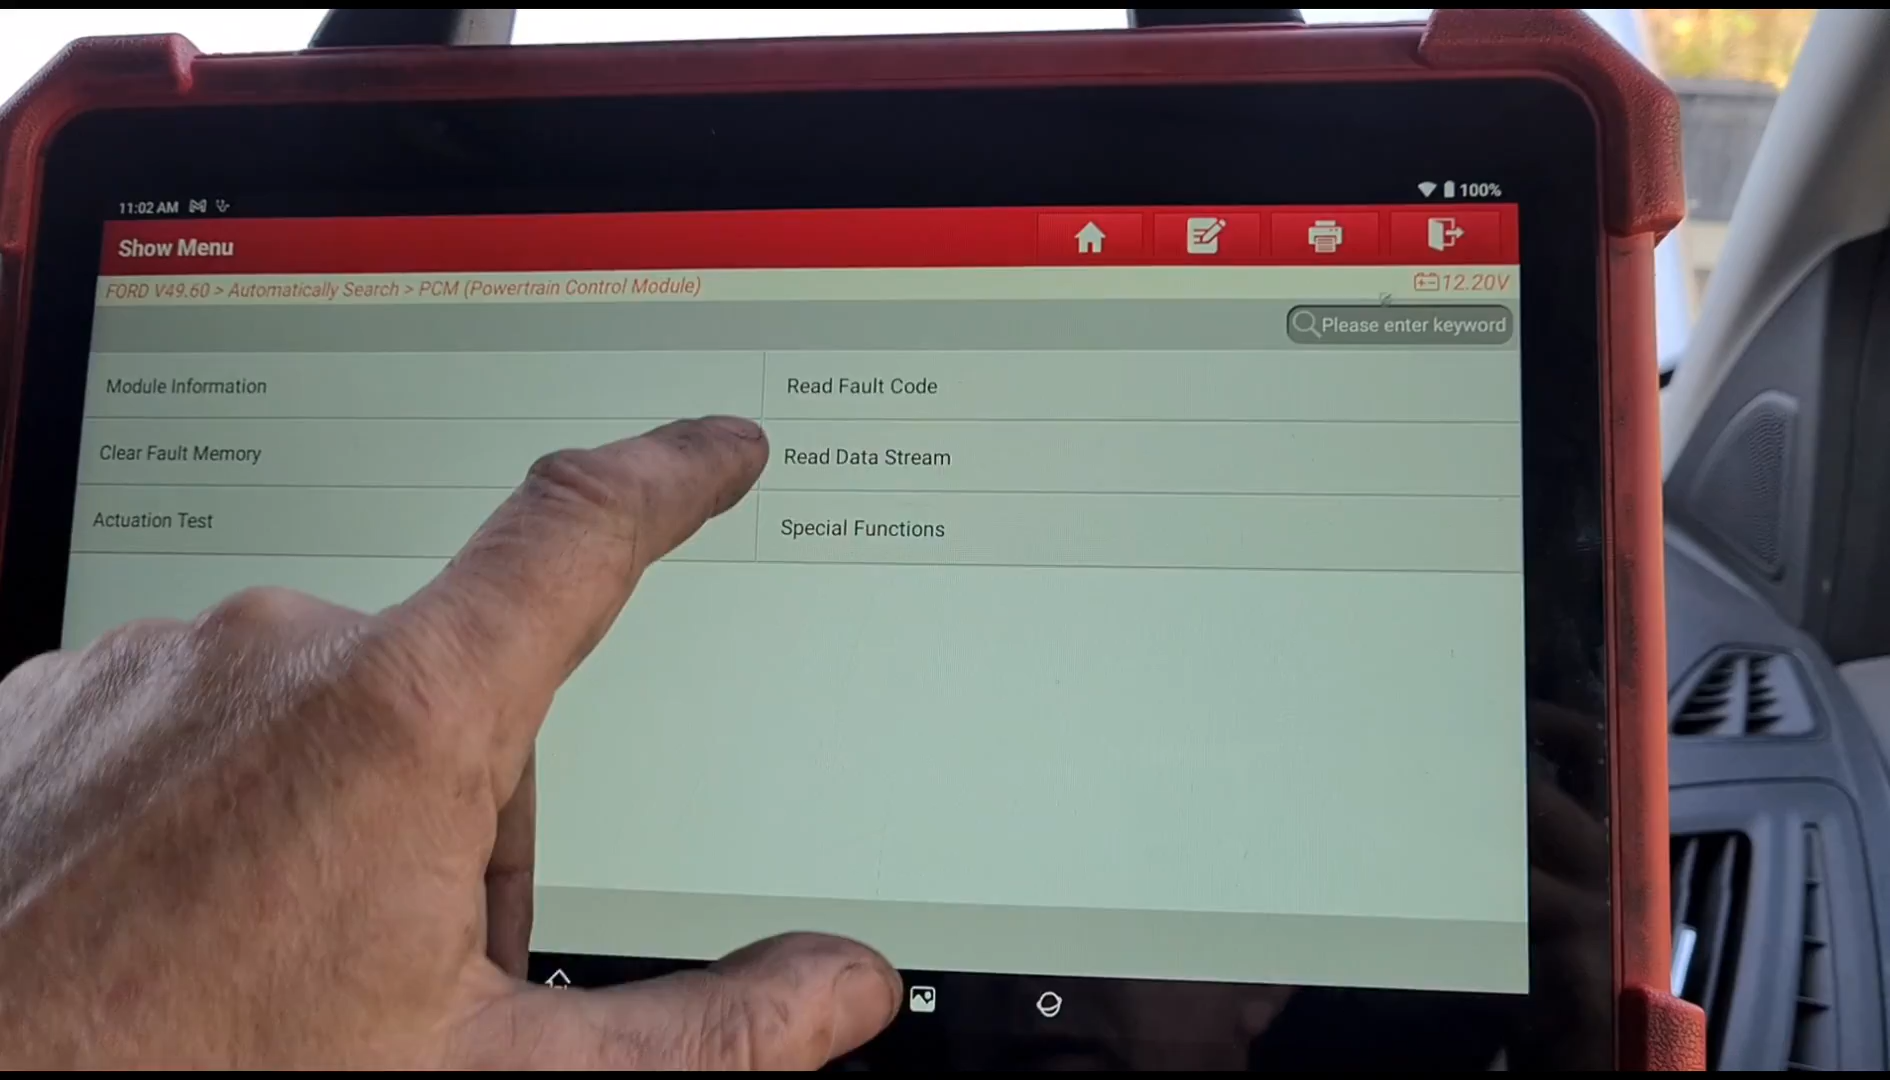 11:02 AM
100%
Show Menu
FORD V49.60 > Automatically Search > PCM (Powertrain Control Module)
12.20V
Please enter keyword
Module Information
Read Fault Code
Clear Fault Memory
Read Data Stream
Actuation Test
Special Functions